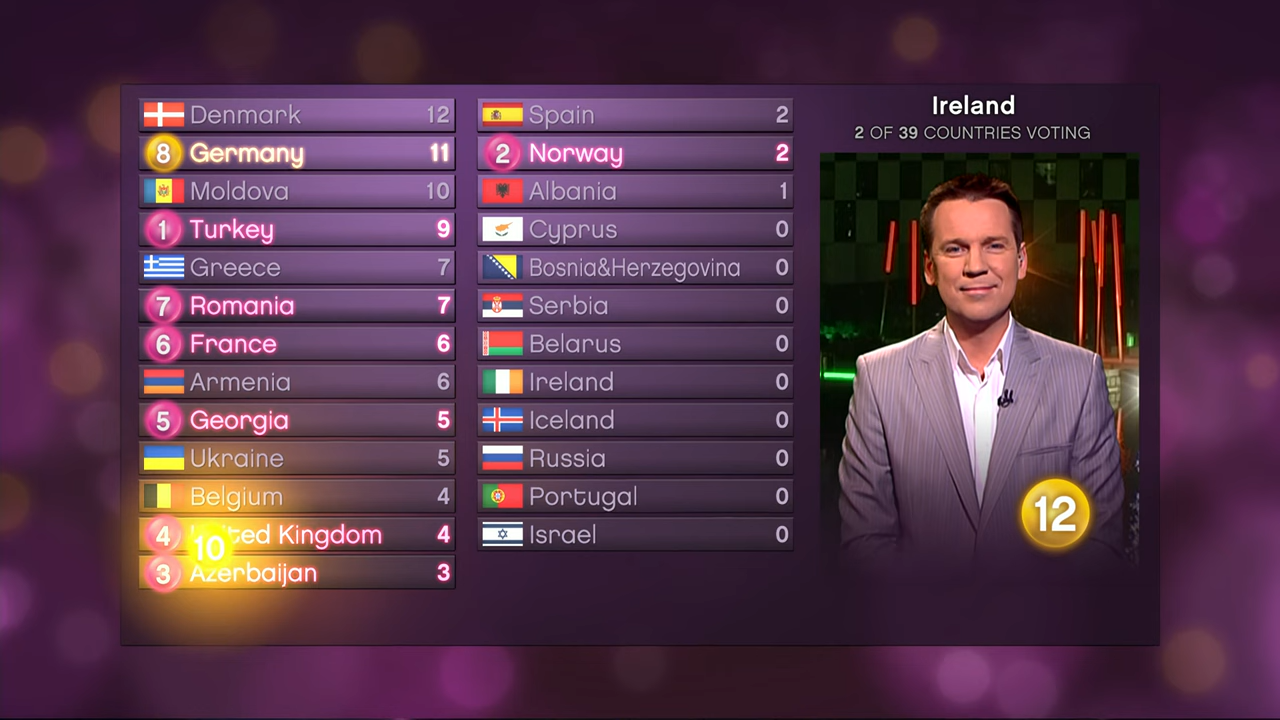 Denmark 12
8 Germany 11
Moldova 10
1 Turkey 9
Greece 7
7 Romania 7
6 France 6
Armenia 6
5 Georgia 5
Ukraine 5
Belgium 4
4 United Kingdom 4
10
3 Azerbaijan 3
Spain 2
2 Norway 2
Albania 1
Cyprus 0
Bosnia&Herzegovina 0
Serbia 0
Belarus 0
Ireland 0
Iceland 0
Russia 0
Portugal 0
Israel 0
Ireland
2 OF 39 COUNTRIES VOTING
12